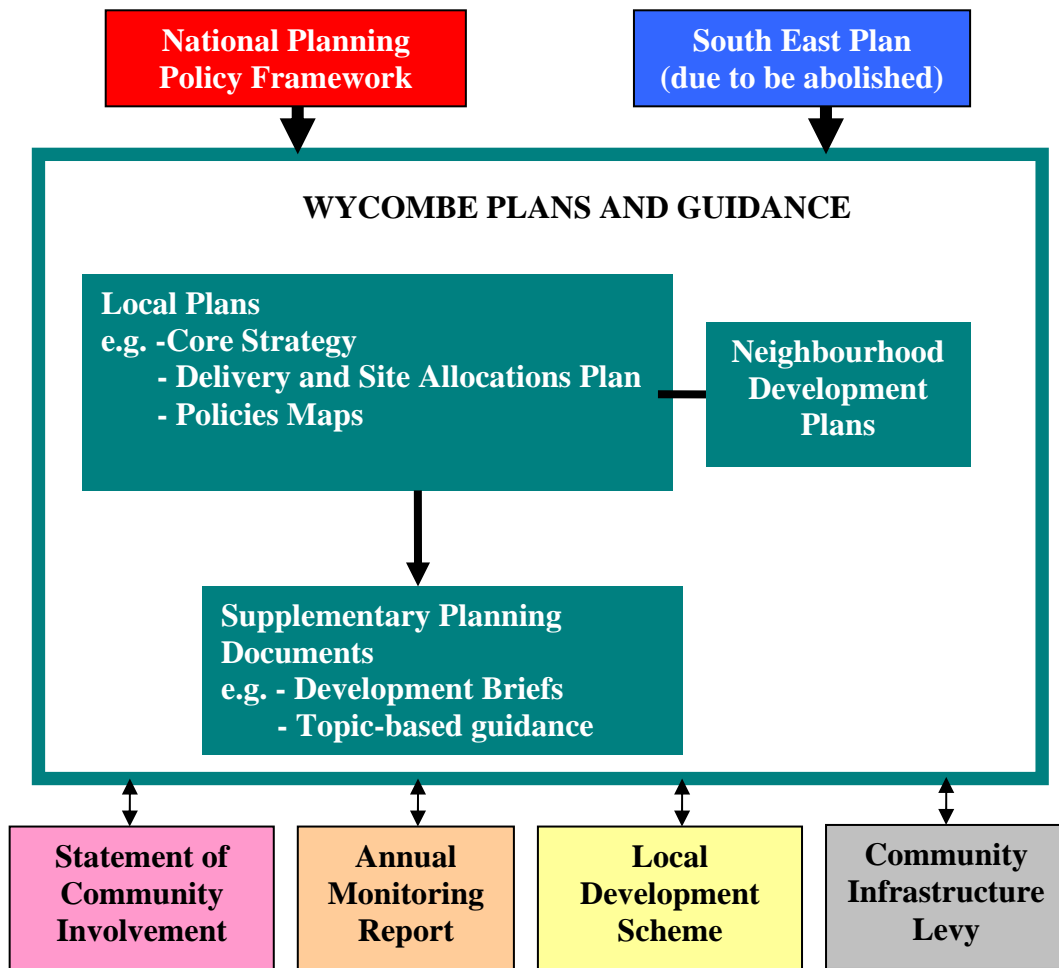 National Planning
Policy Framework
South East Plan
(due to be abolished)
WYCOMBE PLANS AND GUIDANCE
Local Plans
e.g. -Core Strategy
- Delivery and Site Allocations Plan
- Policies Maps
Neighbourhood
Development
Plans
Supplementary Planning
Documents
e.g. - Development Briefs
- Topic-based guidance
Statement of
Community
Involvement
Annual
Monitoring
Report
Local
Development
Scheme
Community
Infrastructure
Levy